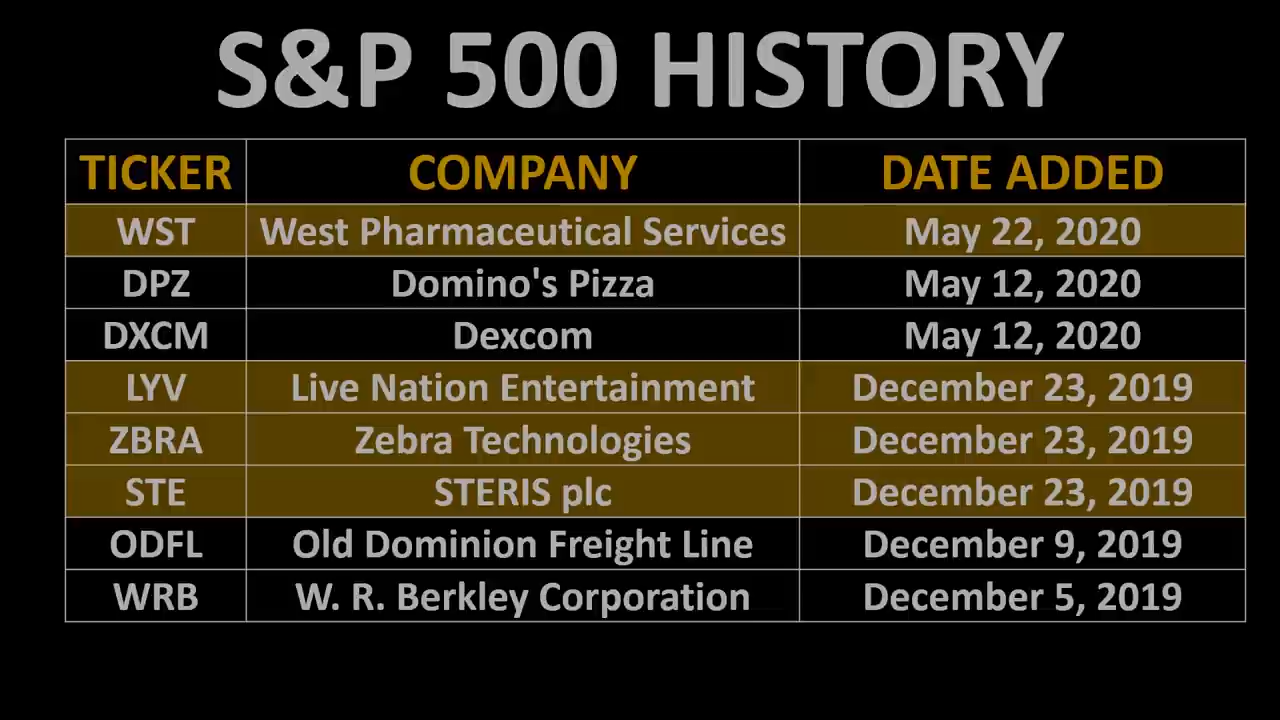 S&P 500 HISTORY
TICKER COMPANY DATE ADDED
WST West Pharmaceutical Services May 22, 2020
DPZ Domino's Pizza May 12, 2020
DXCM Dexcom May 12, 2020
LYV Live Nation Entertainment December 23, 2019
ZBRA Zebra Technologies December 23, 2019
STE STERIS plc December 23, 2019
ODFL Old Dominion Freight Line December 9, 2019
WRB W. R. Berkley Corporation December 5, 2019